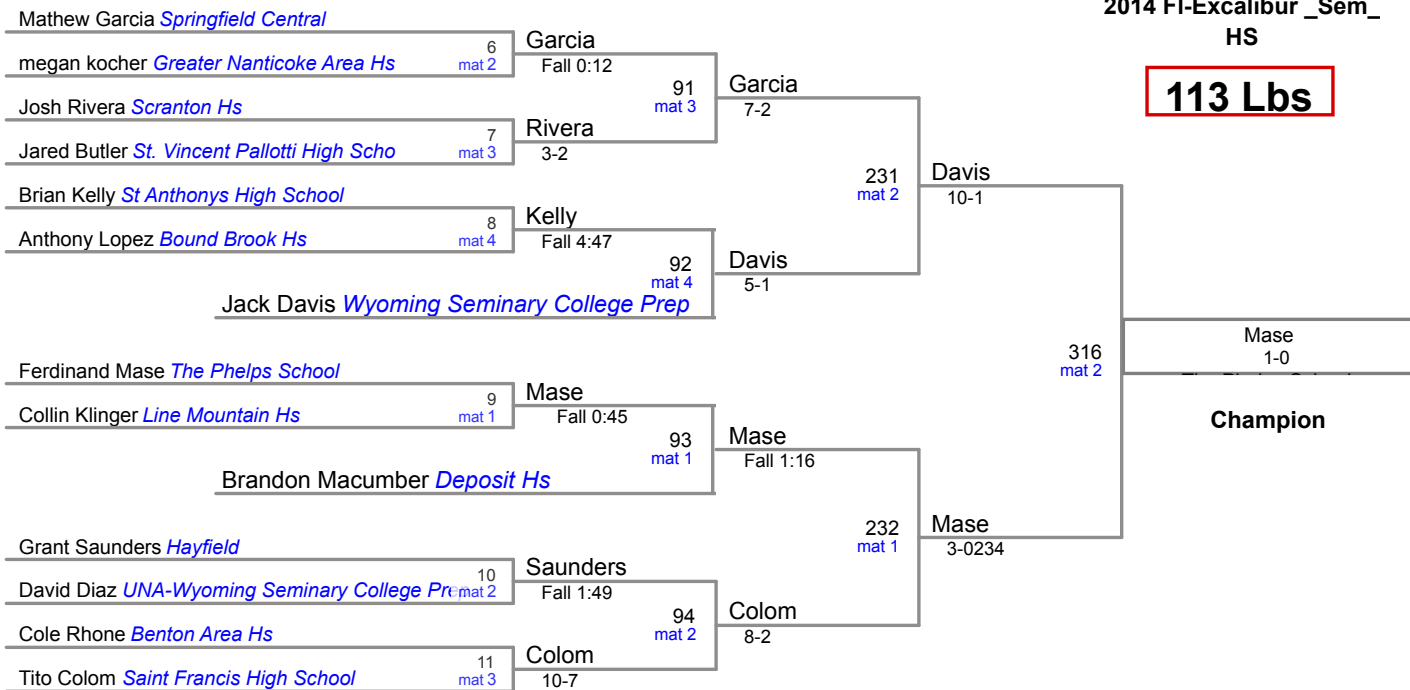 2014 FI-Excalibur _Sem_
HS
113 Lbs
Mathew Garcia Springfield Central
6
mat 2
megan kocher Greater Nanticoke Area Hs
Garcia
Fall 0:12
91
mat 3
Josh Rivera Scranton Hs
7
mat 3
Jared Butler St. Vincent Pallotti High Scho
Rivera
3-2
Garcia
7-2
231
mat 2
Brian Kelly St Anthonys High School
8
mat 4
Anthony Lopez Bound Brook Hs
Kelly
Fall 4:47
92
mat 4
Jack Davis Wyoming Seminary College Prep
Davis
5-1
Davis
10-1
316
mat 2
Mase
1-0
Champion
Ferdinand Mase The Phelps School
9
mat 1
Collin Klinger Line Mountain Hs
Mase
Fall 0:45
93
mat 1
Brandon Macumber Deposit Hs
Mase
Fall 1:16
232
mat 1
Mase
3-0234
Grant Saunders Hayfield
10
mat 2
David Diaz UNA-Wyoming Seminary College Prep
Saunders
Fall 1:49
94
mat 2
Cole Rhone Benton Area Hs
11
mat 3
Tito Colom Saint Francis High School
Colom
10-7
Colom
8-2